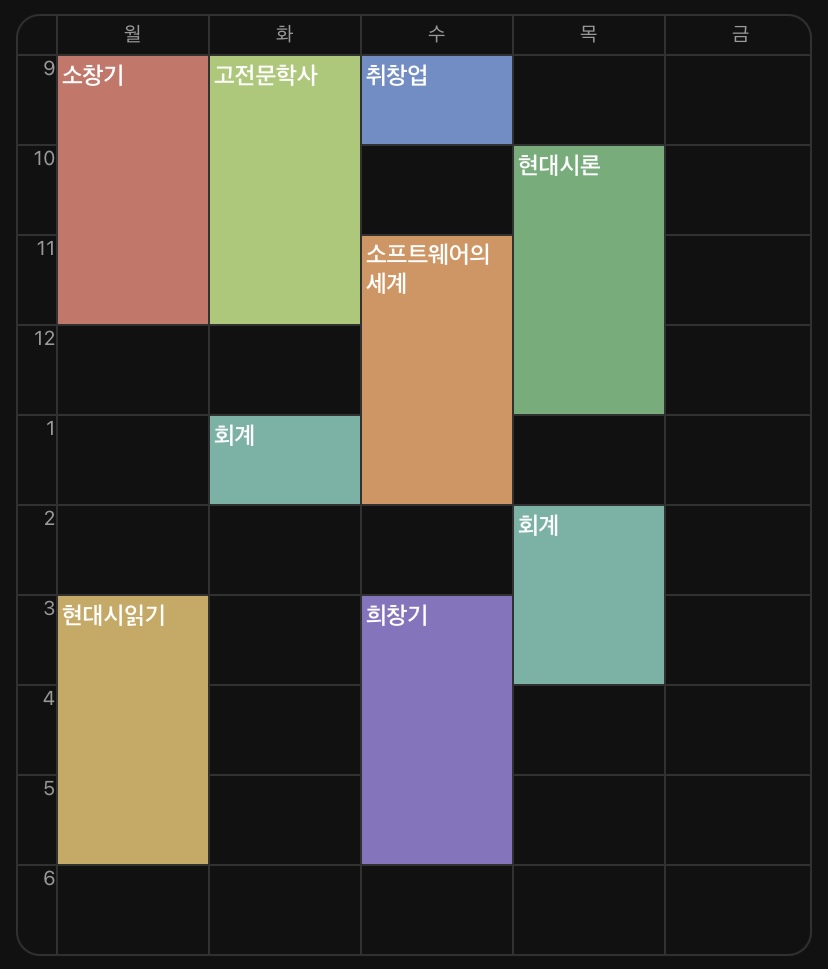 월 화 수 목 금
9 소창기 고전문학사 취창업
10 현대시론
11 소프트웨어의
세계
12
1 회계
2 회계
3 현대시읽기 희창기
4
5
6